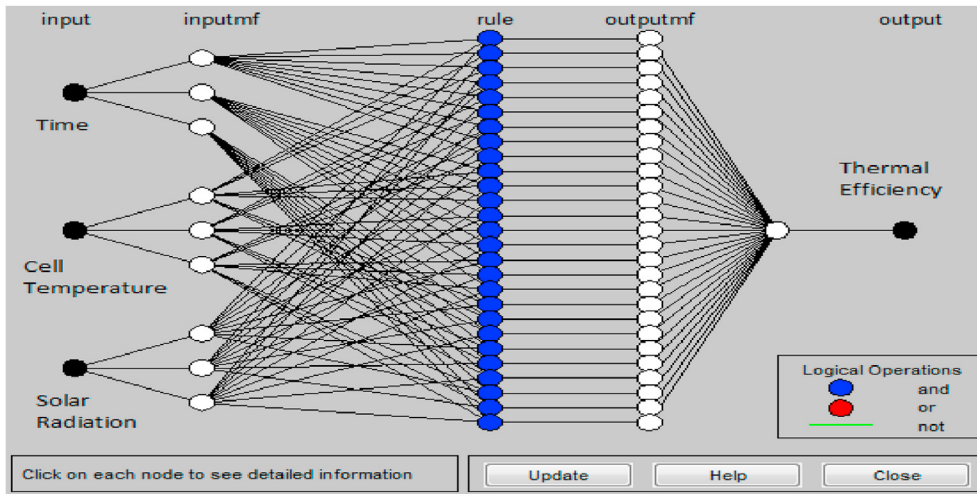 input inputmf rule outputmf output
Time
Cell
Temperature
Solar
Radiation
Thermal
Efficiency
Logical Operations
and
or
not
Click on each node to see detailed information
Update Help Close